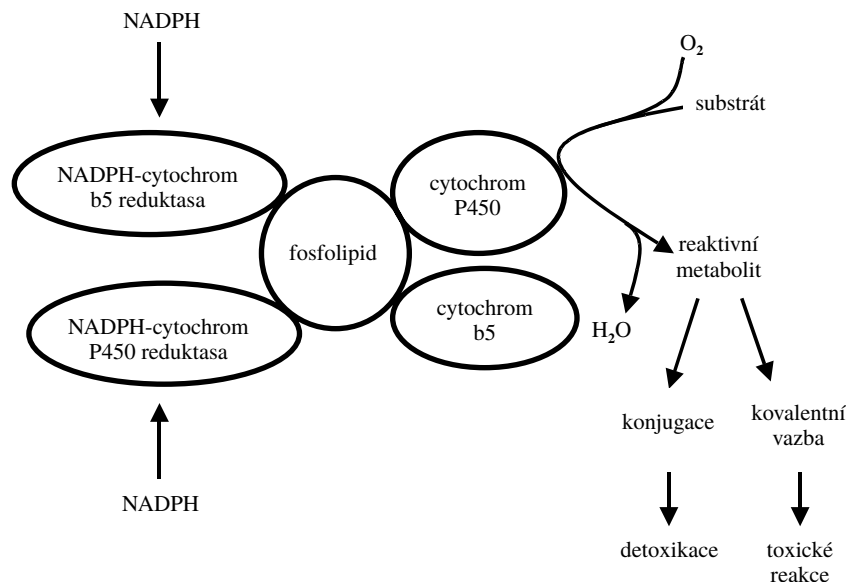 NADPH
O₂
substrát
NADPH-cytochrom
b5 reduktasa
cytochrom
P450
fosfolipid
reaktivní
metabolit
NADPH-cytochrom
P450 reduktasa
cytochrom
b5
H₂O
konjugace
kovalentní
vazba
NADPH
detoxikace
toxické
reakce